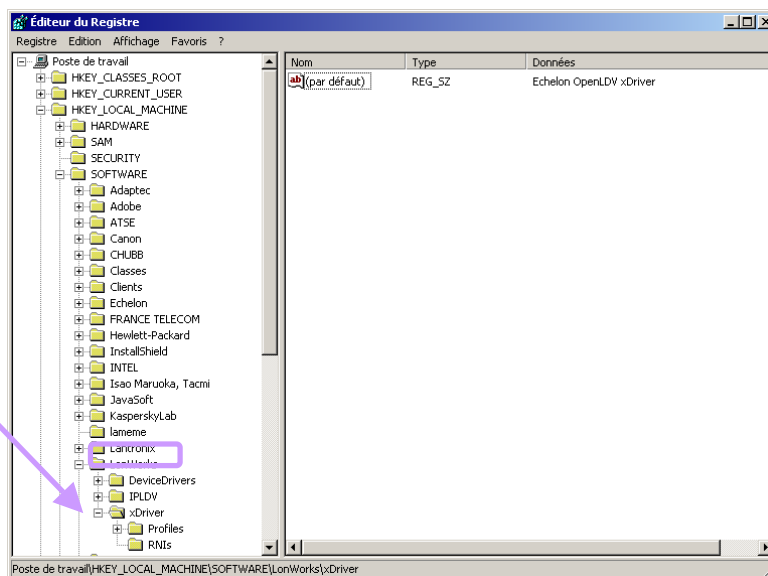 Éditeur du Registre
Registre Edition Affichage Favoris ?
Poste de travail
HKEY_CLASSES_ROOT
HKEY_CURRENT_USER
HKEY_LOCAL_MACHINE
HARDWARE
SAM
SECURITY
SOFTWARE
Adaptec
Adobe
ATSE
Canon
CHUBB
Classes
Clients
Echelon
FRANCE TELECOM
Hewlett-Packard
InstallShield
INTEL
Isao Maruoka, Tacmi
JavaSoft
KasperskyLab
lameme
Lantronix
LonWorks
DeviceDrivers
IPLDV
xDriver
Profiles
RNIs
Nom Type Données
ab (par défaut) REG_SZ Echelon OpenLDV xDriver
Poste de travail\HKEY_LOCAL_MACHINE\SOFTWARE\LonWorks\xDriver